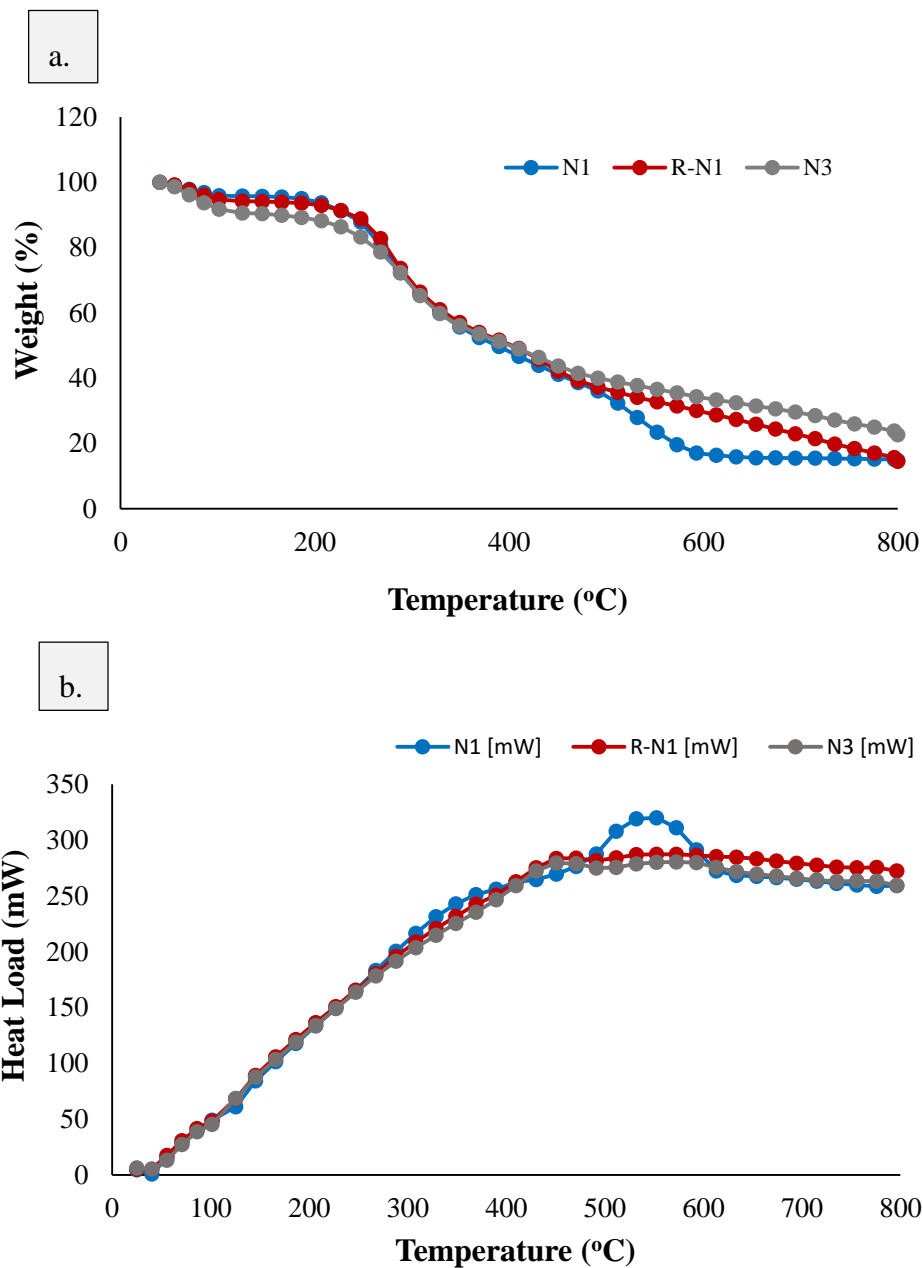 a.
120
100
80
60
40
20
0
Weight (%)
N1 R-N1 N3
0 200 400 600 800
Temperature (ºC)
b.
N1 [mW] R-N1 [mW] N3 [mW]
350
300
250
200
150
100
50
0
Heat Load (mW)
0 100 200 300 400 500 600 700 800
Temperature (ºC)